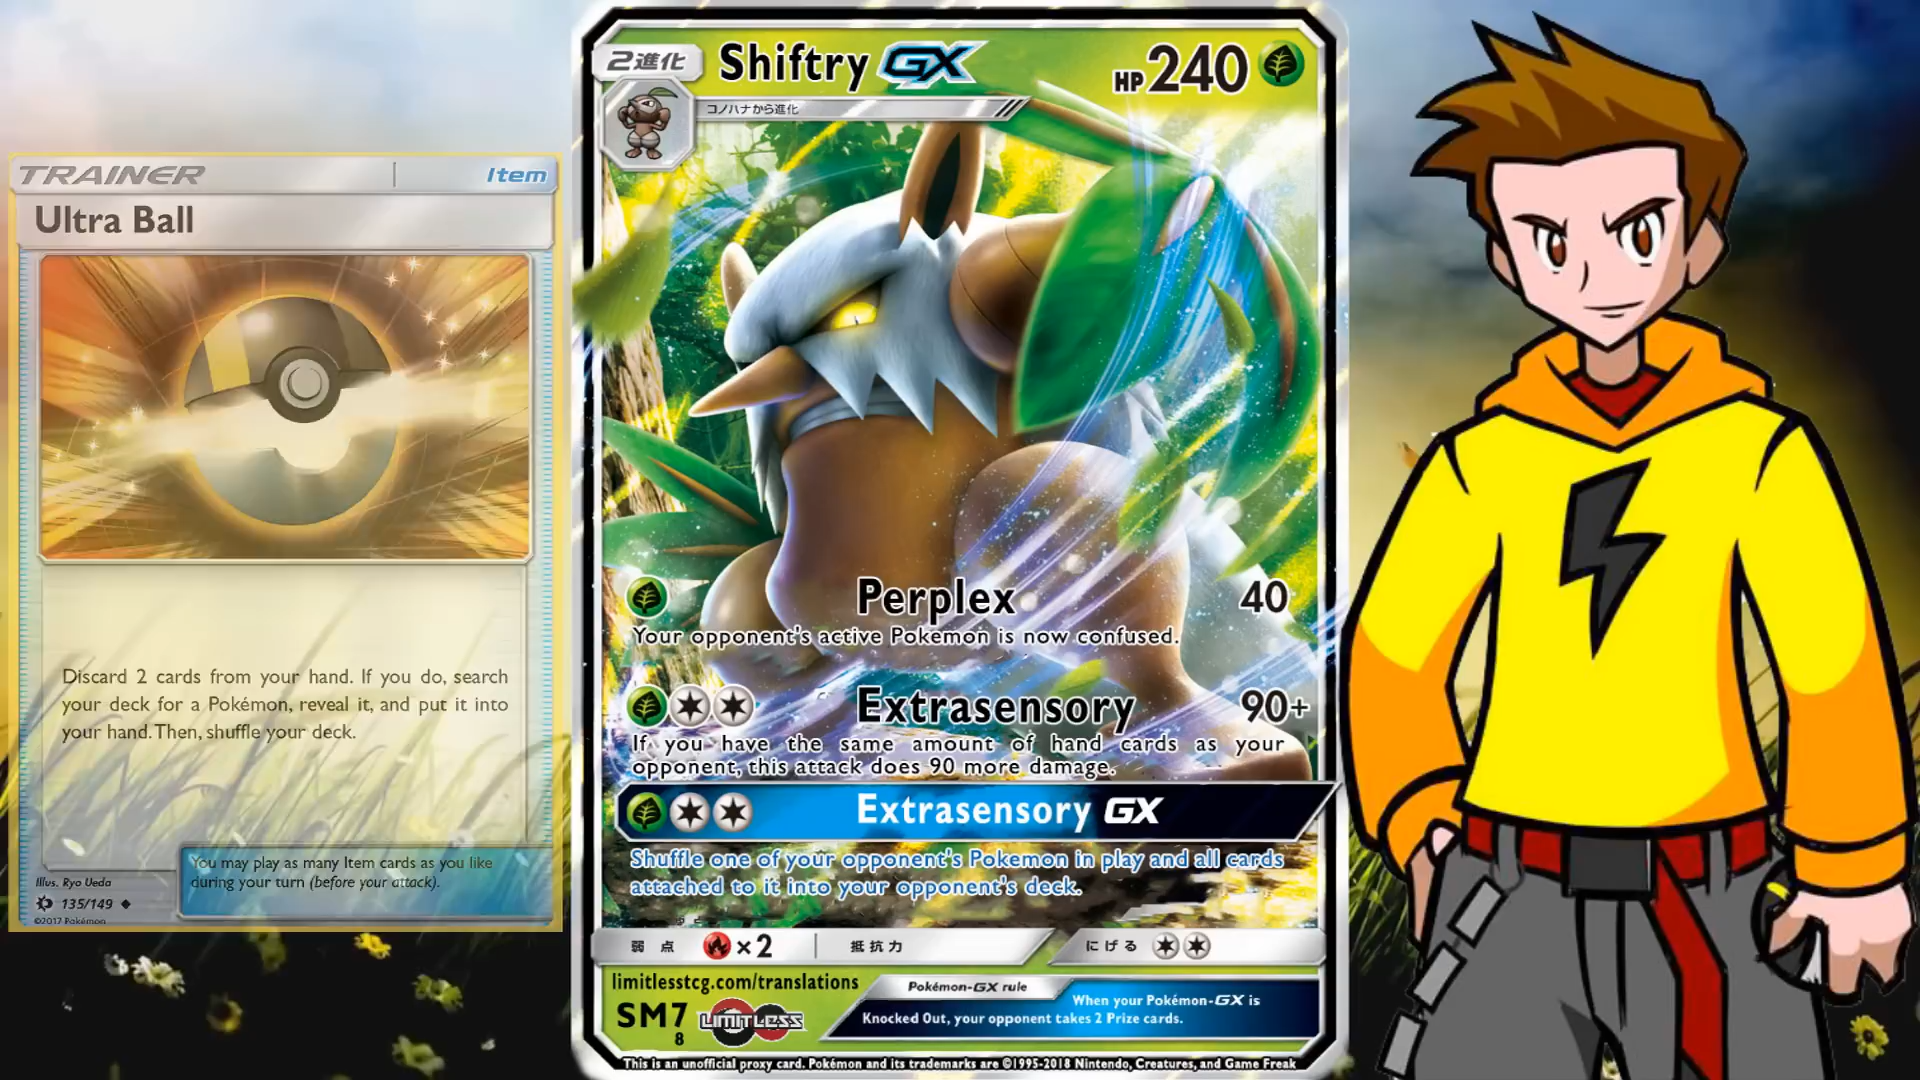 TRAINER
Item
Ultra Ball
Discard 2 cards from your hand. If you do, search
your deck for a Pokémon, reveal it, and put it into
your hand. Then, shuffle your deck.
You may play as many Item cards as you like
during your turn (before your attack).
Illus. Ryo Ueda
135/149
©2017 Pokémon
2進化
Shiftry GX
HP 240
コノハナから進化
Perplex 40
Your opponent's active Pokemon is now confused.
Extrasensory 90+
If you have the same amount of hand cards as your
opponent, this attack does 90 more damage.
Extrasensory GX
Shuffle one of your opponent's Pokemon in play and all cards
attached to it into your opponent's deck.
弱点 ×2 抵抗力 にげる
limitlesstcg.com/translations
SM7
8
LIMITLESS
Pokémon-GX rule
When your Pokémon-GX is
Knocked Out, your opponent takes 2 Prize cards.
This is an unofficial proxy card. Pokémon and its trademarks are ©1995-2018 Nintendo, Creatures, and Game Freak